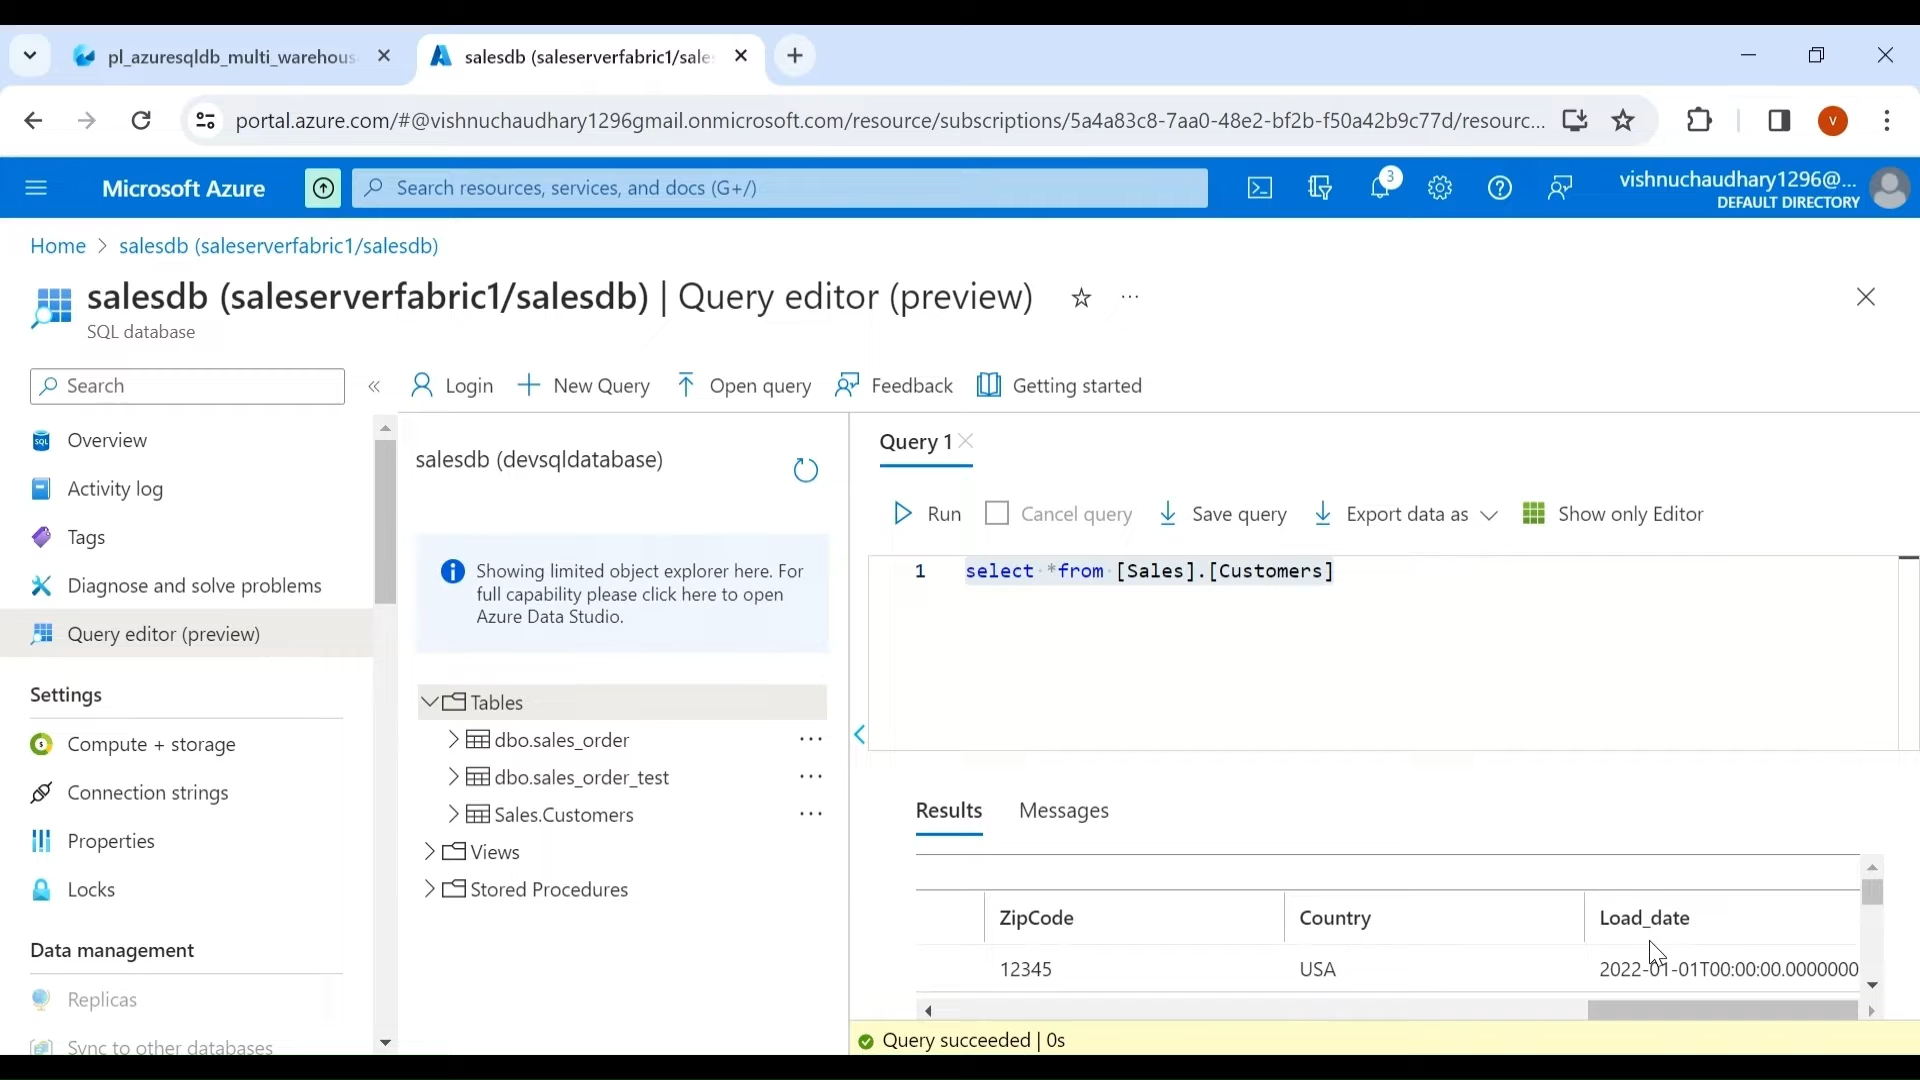 pl_azuresqldb_multi_warehous
salesdb (saleserverfabric1/sales
portal.azure.com/#@vishnuchaudhary1296gmail.onmicrosoft.com/resource/subscriptions/5a4a83c8-7aa0-48e2-bf2b-f50a42b9c77d/resourc...
V
Microsoft Azure
Search resources, services, and docs (G+/)
3
vishnuchaudhary1296@...
DEFAULT DIRECTORY
Home > salesdb (saleserverfabric1/salesdb)
salesdb (saleserverfabric1/salesdb) | Query editor (preview)
SQL database
Search
Login
New Query
Open query
Feedback
Getting started
Overview
Activity log
Tags
Diagnose and solve problems
Query editor (preview)
Settings
Compute + storage
Connection strings
Properties
Locks
Data management
Replicas
Sync to other databases
salesdb (devsqldatabase)
Showing limited object explorer here. For
full capability please click here to open
Azure Data Studio.
Tables
dbo.sales_order
dbo.sales_order_test
Sales.Customers
Views
Stored Procedures
Query 1
Run
Cancel query
Save query
Export data as
Show only Editor
1 select *from [Sales].[Customers]
Results
Messages
ZipCode Country Load_date
12345 USA 2022-01-01T00:00:00.0000000
Query succeeded | 0s